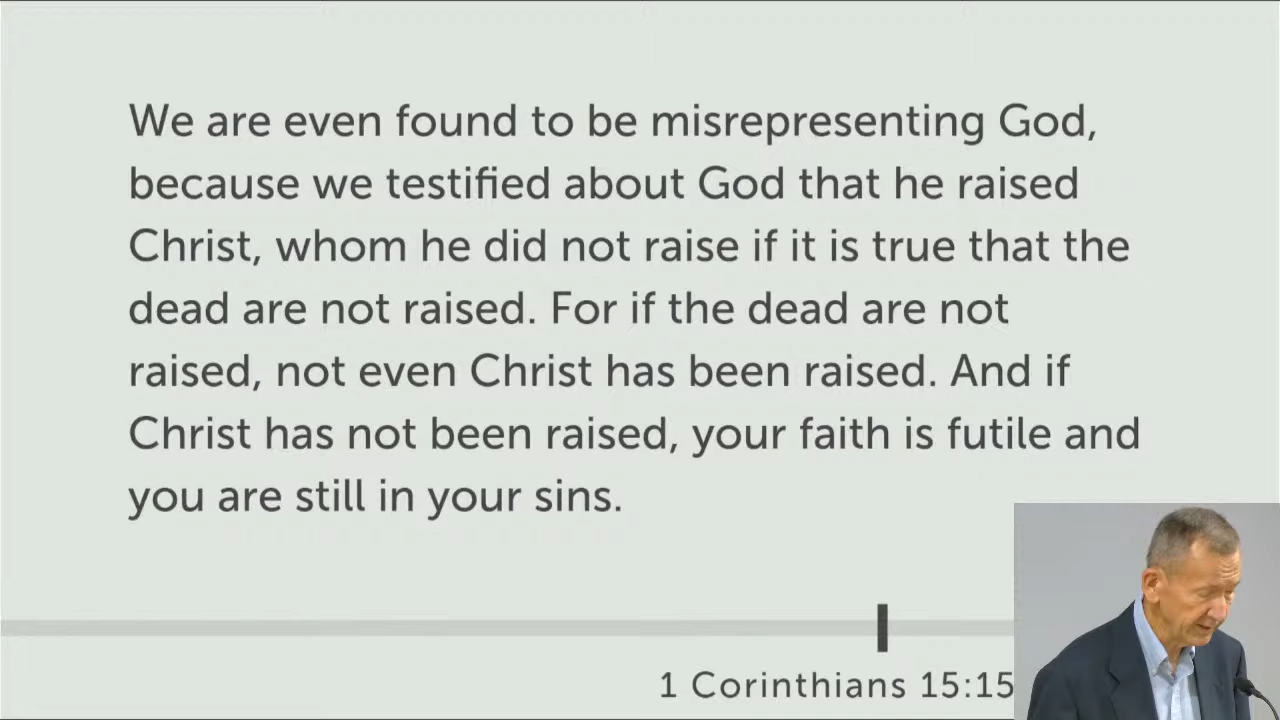 We are even found to be misrepresenting God,
because we testified about God that he raised
Christ, whom he did not raise if it is true that the
dead are not raised. For if the dead are not
raised, not even Christ has been raised. And if
Christ has not been raised, your faith is futile and
you are still in your sins.
1 Corinthians 15:15